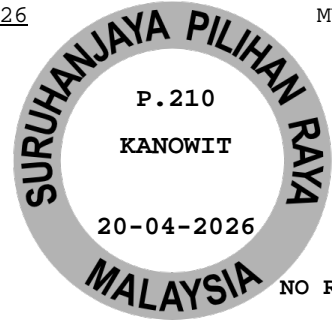 26
M
SURUHANJAYA PILIHAN RAYA
P.210
KANOWIT
20-04-2026
MALAYSIA
NO R